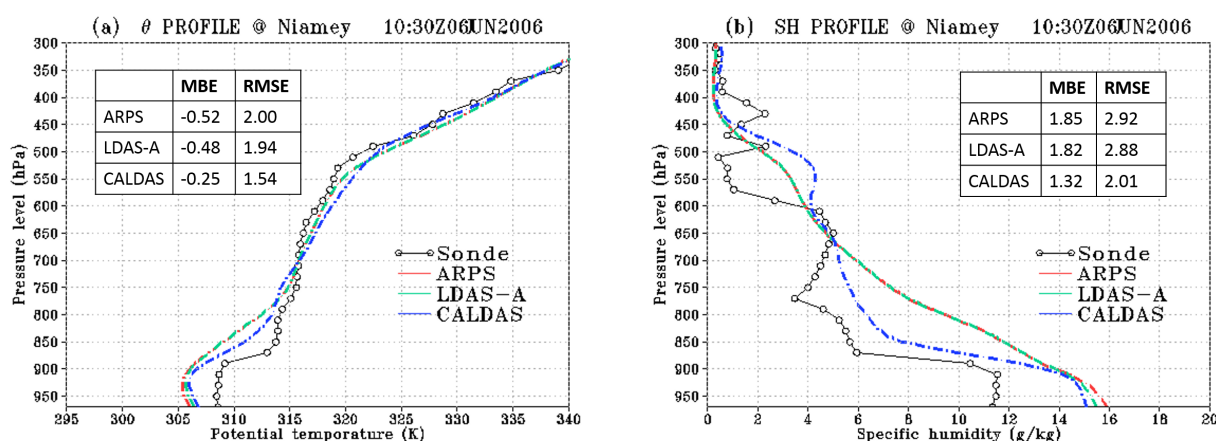 (a) θ PROFILE @ Niamey 10:30Z06JUN2006
300
350
400
450
500
550
600
650
700
750
800
850
900
950
Pressure level (hPa)
MBE RMSE
ARPS -0.52 2.00
LDAS-A -0.48 1.94
CALDAS -0.25 1.54
Sonde
ARPS
LDAS-A
CALDAS
295 300 305 310 315 320 325 330 335 340
Potential temporature (K)
(b) SH PROFILE @ Niamey 10:30Z06JUN2006
300
350
400
450
500
550
600
650
700
750
800
850
900
950
Pressure level (hPa)
MBE RMSE
ARPS 1.85 2.92
LDAS-A 1.82 2.88
CALDAS 1.32 2.01
Sonde
ARPS
LDAS-A
CALDAS
0 2 4 6 8 10 12 14 16 18 20
Specific humidity (g/kg)